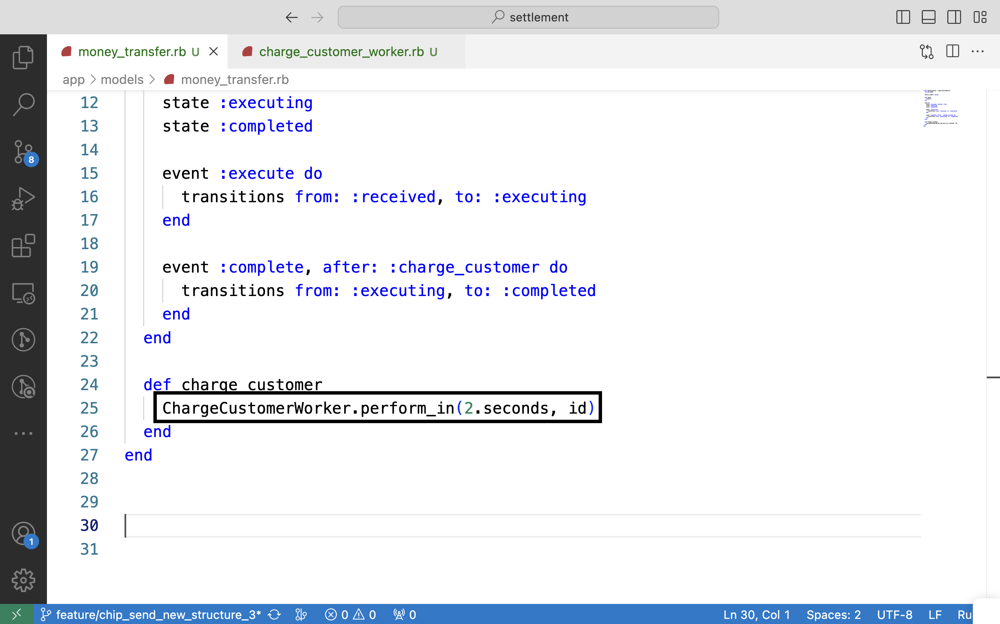 settlement
money_transfer.rb U
charge_customer_worker.rb U
app > models > money_transfer.rb
12 state :executing
13 state :completed
14
15 event :execute do
16 transitions from: :received, to: :executing
17 end
18
19 event :complete, after: :charge_customer do
20 transitions from: :executing, to: :completed
21 end
22 end
23
24 def charge_customer
25 ChargeCustomerWorker.perform_in(2.seconds, id)
26 end
27 end
28
29
30
31
8
1
feature/chip_send_new_structure_3* 0 0 0 Ln 30, Col 1 Spaces: 2 UTF-8 LF Ru